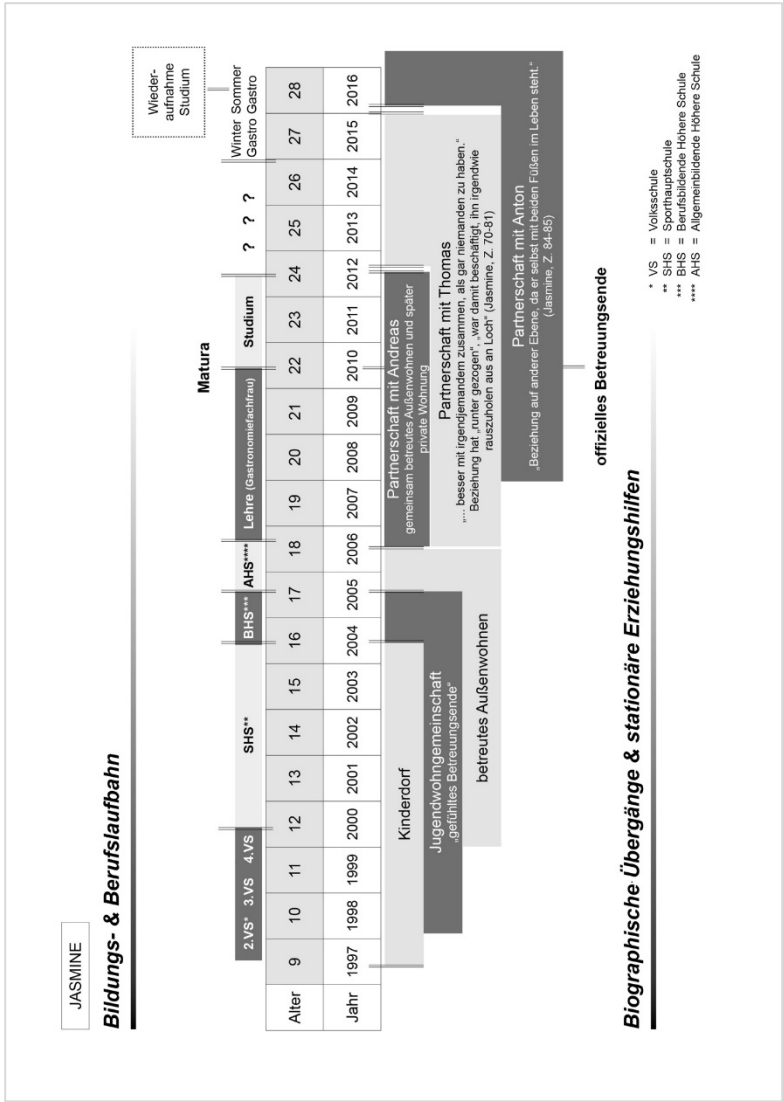 JASMINE
Bildungs- & Berufslaufbahn
Wieder-
aufnahme
Studium
Matura
2.VS* 3.VS 4.VS
SHS**
BHS***
AHS****
Lehre (Gastronomiefachfrau)
Studium
? ? ?
Winter Sommer
Gastro Gastro
Alter 9 10 11 12 13 14 15 16 17 18 19 20 21 22 23 24 25 26 27 28
Jahr 1997 1998 1999 2000 2001 2002 2003 2004 2005 2006 2007 2008 2009 2010 2011 2012 2013 2014 2015 2016
Kinderdorf
Jugendwohngemeinschaft
„gefühltes Betreuungsende“
betreutes Außenwohnen
Partnerschaft mit Andreas
gemeinsam betreutes Außenwohnen und später
private Wohnung
Partnerschaft mit Thomas
„... besser mit irgendjemandem zusammen, als gar niemanden zu haben.“
Beziehung hat „runter gezogen“, „war damit beschäftigt, ihn irgendwie
rauszuholen aus an Loch“ (Jasmine, Z. 70-81)
Partnerschaft mit Anton
„Beziehung auf anderer Ebene, da er selbst mit beiden Füßen im Leben steht.“
(Jasmine, Z. 84-85)
offizielles Betreuungsende
Biographische Übergänge & stationäre Erziehungshilfen
* VS = Volksschule
** SHS = Sporthauptschule
*** BHS = Berufsbildende Höhere Schule
**** AHS = Allgemeinbildende Höhere Schule